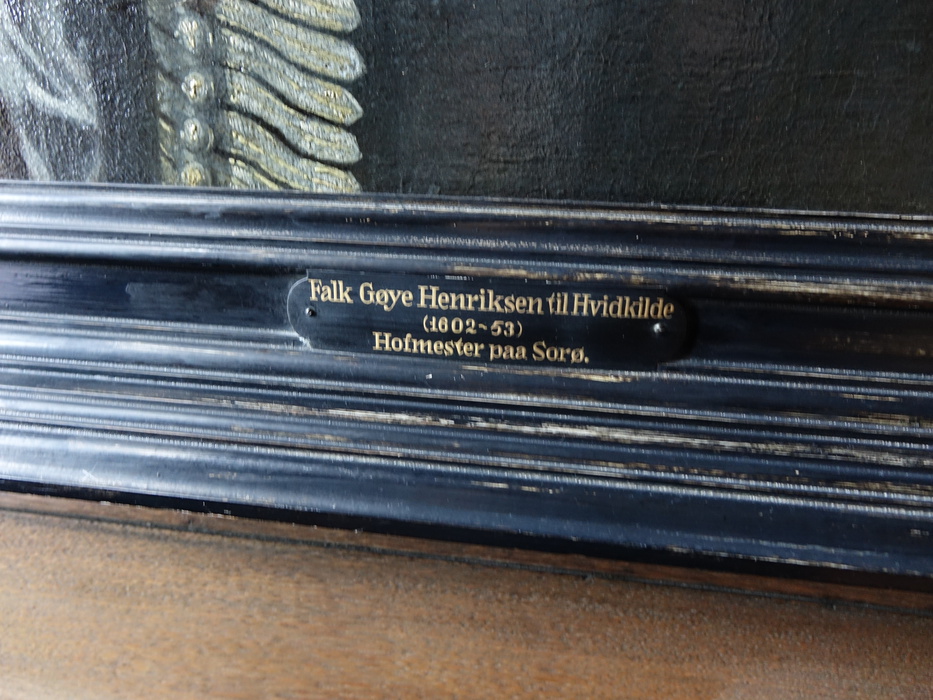 Falk Gøye Henriksen til Hvidkilde
(1602-53)
Hofmester paa Sorø.